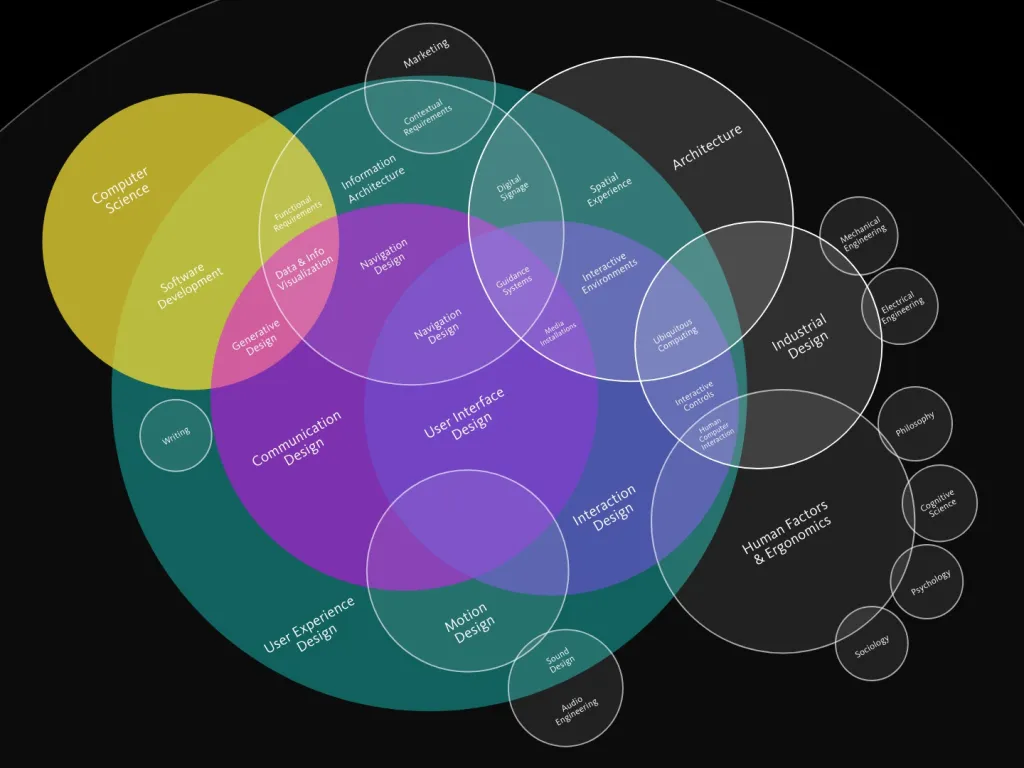 Marketing
Contextual
Requirements
Computer
Science
Information
Architecture
Architecture
Functional
Requirements
Digital
Signage
Spatial
Experience
Mechanical
Engineering
Software
Development
Data & Info
Visualization
Navigation
Design
Guidance
Systems
Interactive
Environments
Electrical
Engineering
Generative
Design
Navigation
Design
Media
Installations
Ubiquitous
Computing
Industrial
Design
Interactive
Controls
Writing
Communication
Design
User Interface
Design
Human
Computer
Interaction
Philosophy
Interaction
Design
Human Factors
& Ergonomics
Cognitive
Science
Psychology
User Experience
Design
Motion
Design
Sociology
Sound
Design
Audio
Engineering